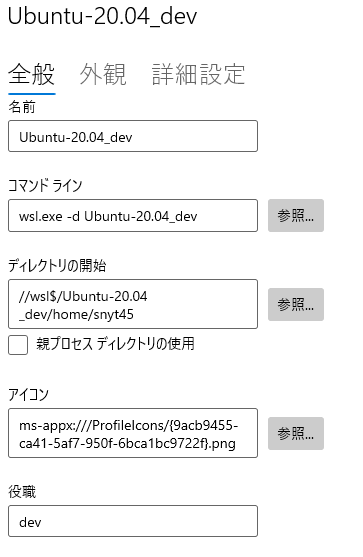 Ubuntu-20.04_dev
全般 外観 詳細設定
名前
Ubuntu-20.04_dev
コマンド ライン
wsl.exe -d Ubuntu-20.04_dev 参照...
ディレクトリの開始
//wsl$/Ubuntu-20.04
_dev/home/snyt45 参照...
親プロセス ディレクトリの使用
アイコン
ms-appx:///ProfileIcons/{9acb9455-
ca41-5af7-950f-6bca1bc9722f}.png 参照...
役職
dev